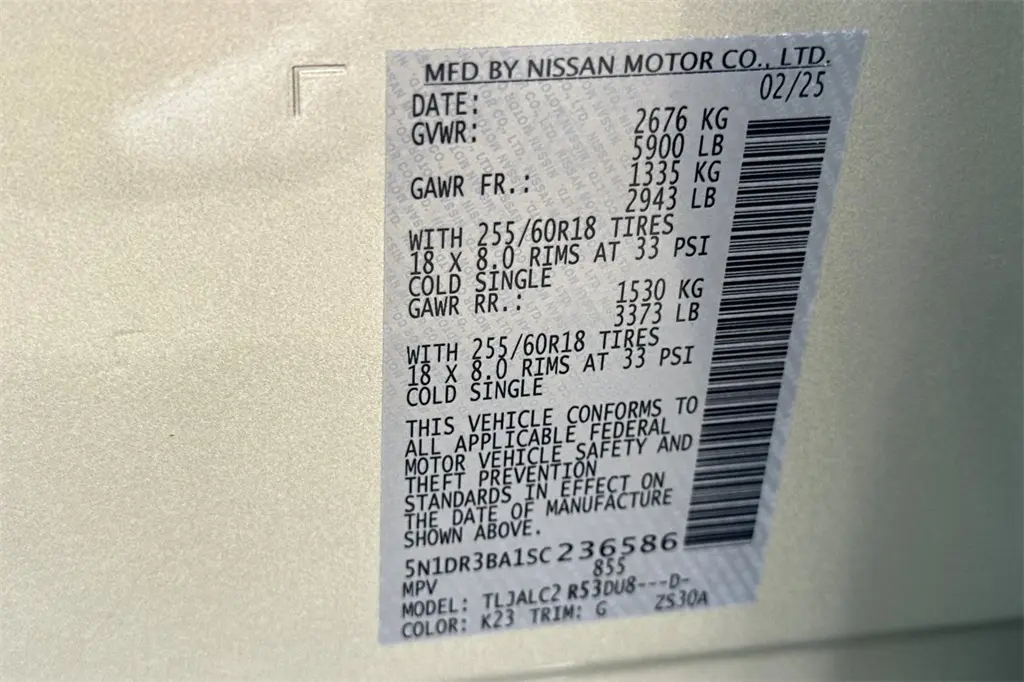 MFD BY NISSAN MOTOR CO., LTD.
DATE: 02/25
GVWR: 2676 KG
5900 LB
GAWR FR.: 1335 KG
2943 LB
WITH 255/60R18 TIRES
18 X 8.0 RIMS AT 33 PSI
COLD SINGLE
GAWR RR.: 1530 KG
3373 LB
WITH 255/60R18 TIRES
18 X 8.0 RIMS AT 33 PSI
COLD SINGLE
THIS VEHICLE CONFORMS TO
ALL APPLICABLE FEDERAL
MOTOR VEHICLE SAFETY AND
THEFT PREVENTION
STANDARDS IN EFFECT ON
THE DATE OF MANUFACTURE
SHOWN ABOVE.
5N1DR3BA1SC236586
MPV 855
MODEL: TLJALC2 R53DU8---D-
COLOR: K23 TRIM: G ZS30A